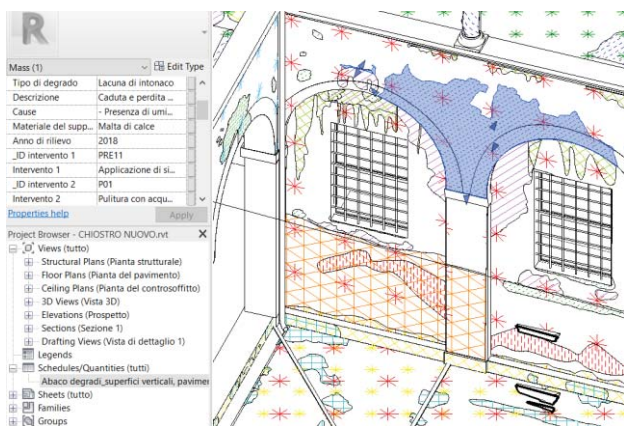 R
Mass (1) Edit Type
Tipo di degrado Lacuna di intonaco
Descrizione Caduta e perdita ...
Cause - Presenza di umi...
Materiale del supp... Malta di calce
Anno di rilievo 2018
_ID intervento 1 PRE11
Intervento 1 Applicazione di si...
_ID intervento 2 P01
Intervento 2 Pulitura con acqu...
Properties help Apply
Project Browser - CHIOSTRO NUOVO.rvt X
Views (tutto)
Structural Plans (Pianta strutturale)
Floor Plans (Pianta del pavimento)
Ceiling Plans (Pianta del controsoffitto)
3D Views (Vista 3D)
Elevations (Prospetto)
Sections (Sezione 1)
Drafting Views (Vista di dettaglio 1)
Legends
Schedules/Quantities (tutti)
Abaco degradi_superfici verticali, pavimer
Sheets (tutto)
Families
Groups